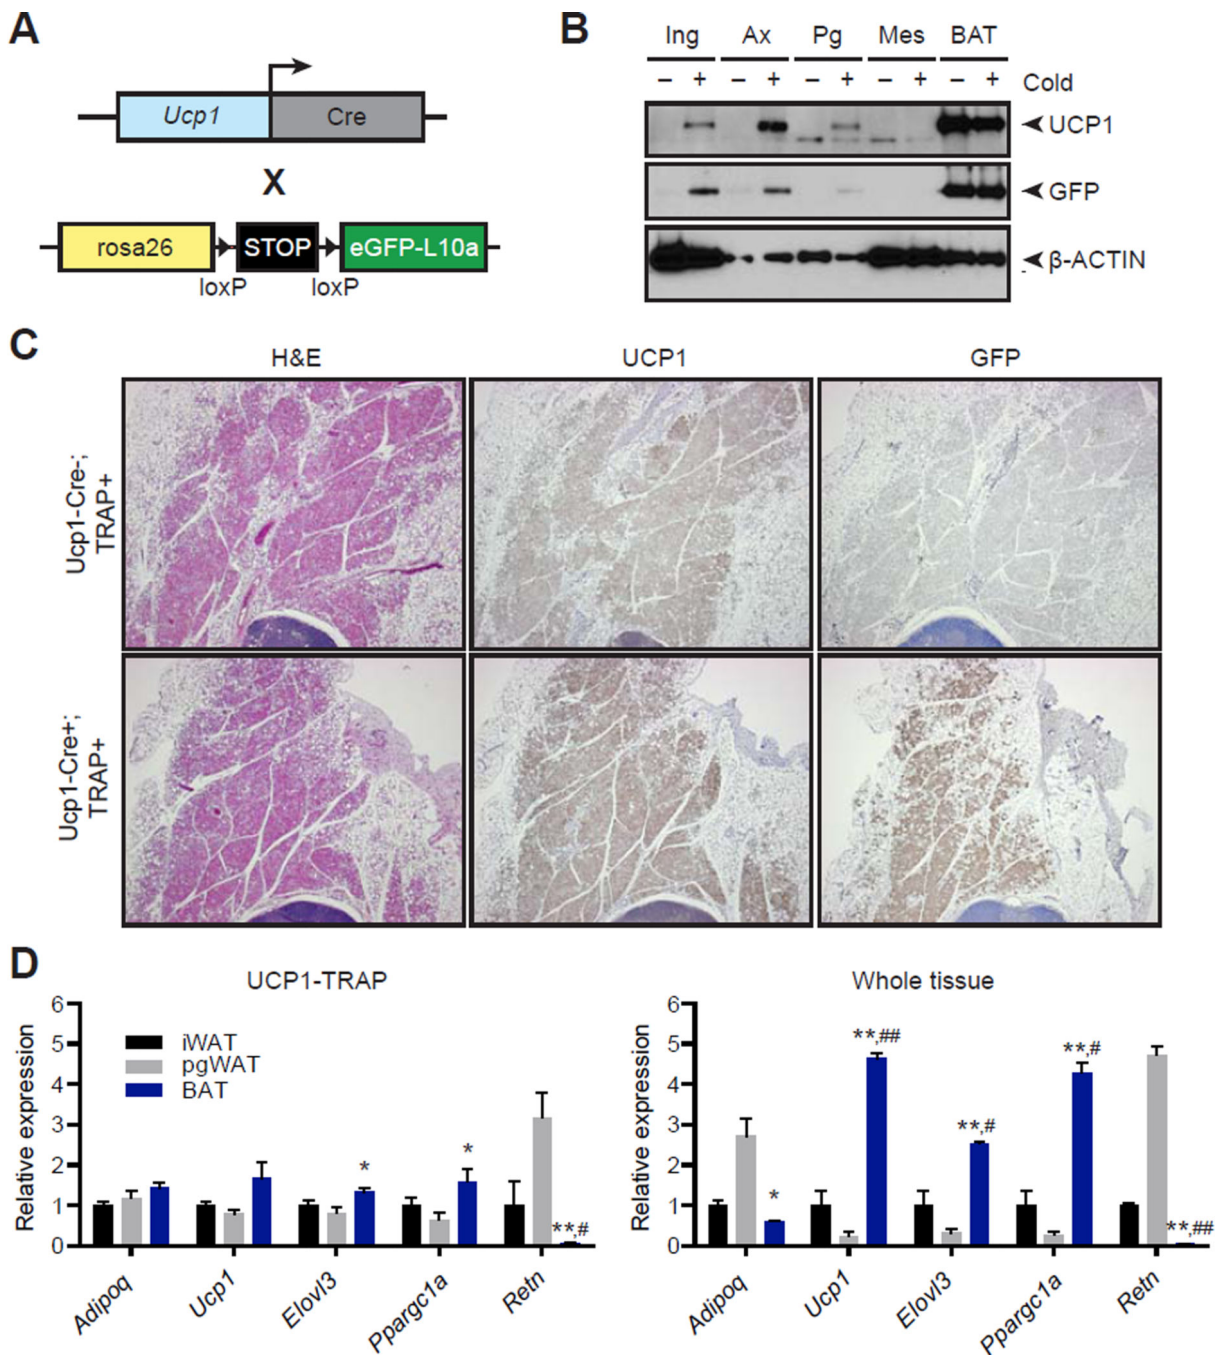 A
Ucp1
Cre
X
rosa26
STOP
eGFP-L10a
loxP
loxP
B
Ing Ax Pg Mes BAT
– + – + – + – + – + Cold
UCP1
GFP
β-ACTIN
C
H&E UCP1 GFP
Ucp1-Cre-;
TRAP+
Ucp1-Cre+;
TRAP+
D
UCP1-TRAP
Relative expression
6
5
4
3
2
1
0
iWAT
pgWAT
BAT
*
*
**,#
Adipoq
Ucp1
Elovl3
Ppargc1a
Retn
Whole tissue
Relative expression
6
5
4
3
2
1
0
*
**,##
**,#
**,#
**,##
Adipoq
Ucp1
Elovl3
Ppargc1a
Retn